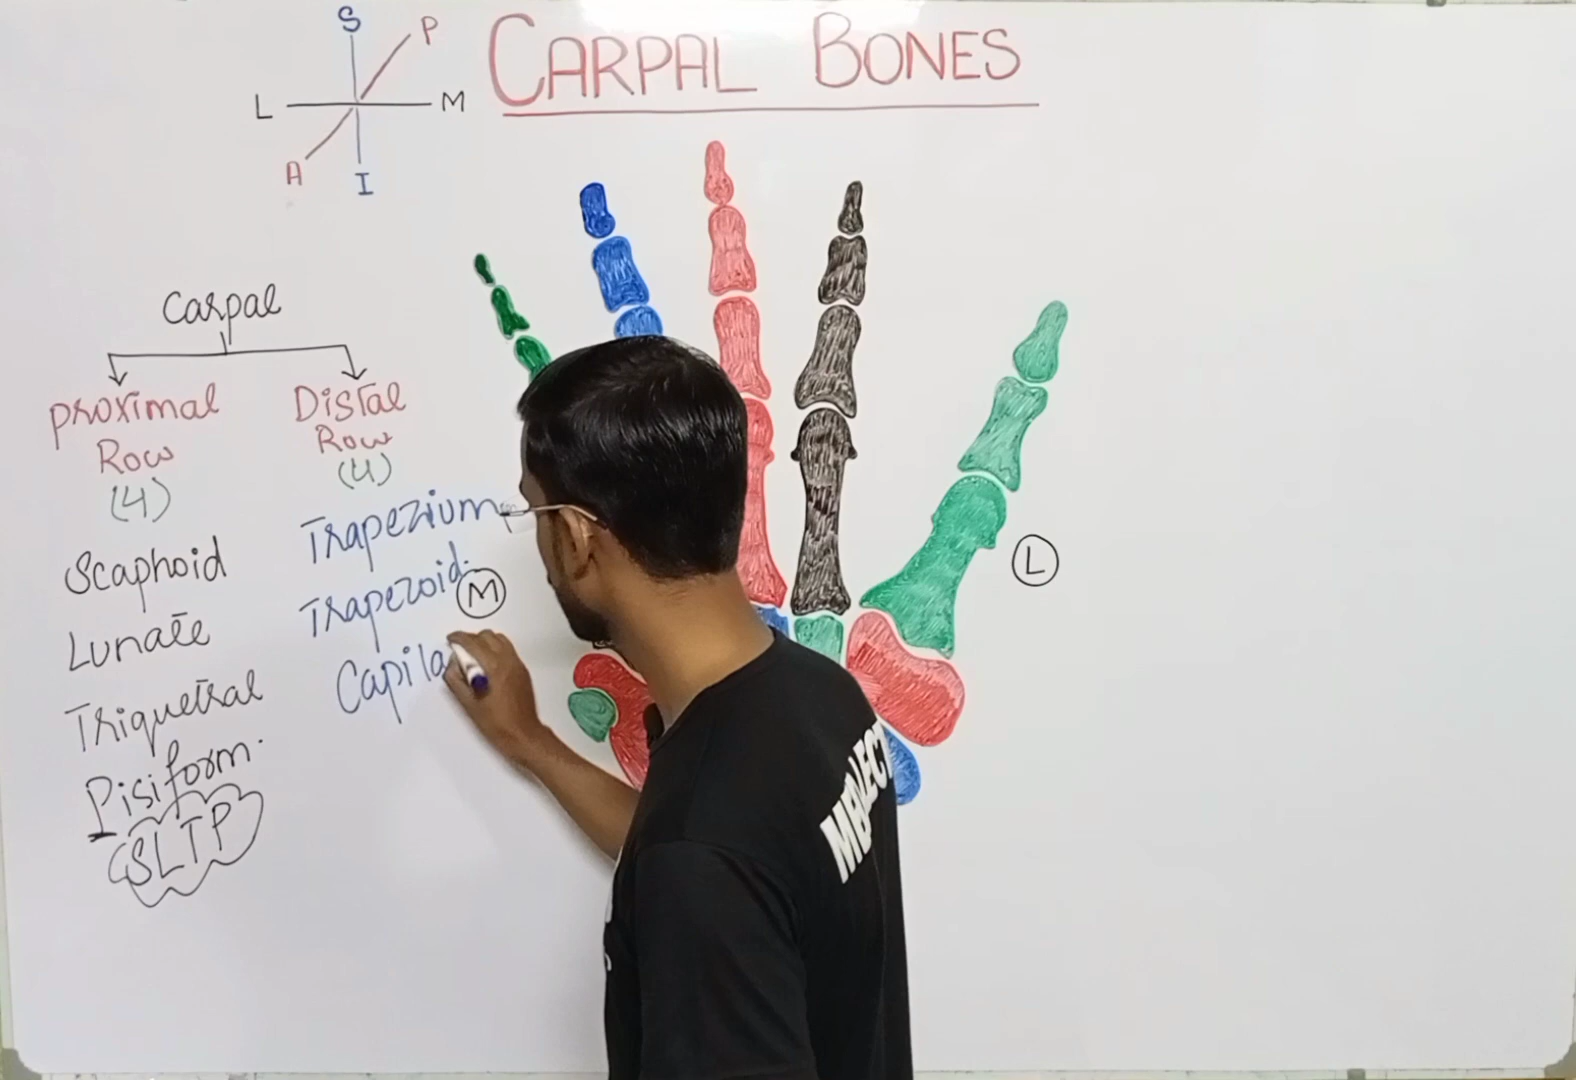 CARPAL BONES
S
P
L
M
A
I
Carpal
Proximal
Row
(4)
Scaphoid
Lunate
Triquetral
Pisiform.
SLTP
Distal
Row
(4)
Trapezium
Trapezoid.
Capila
M
L